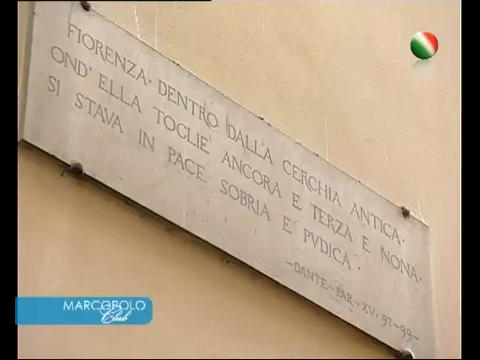 FIORENZA · DENTRO DALLA CERCHIA ANTICA,
OND' ELLA TOGLIE ANCORA E TERZA E NONA,
SI STAVA IN PACE SOBRIA E PVDICA.
-DANTE-PAR. XV. 97-99-
MARCOPOLO
Club